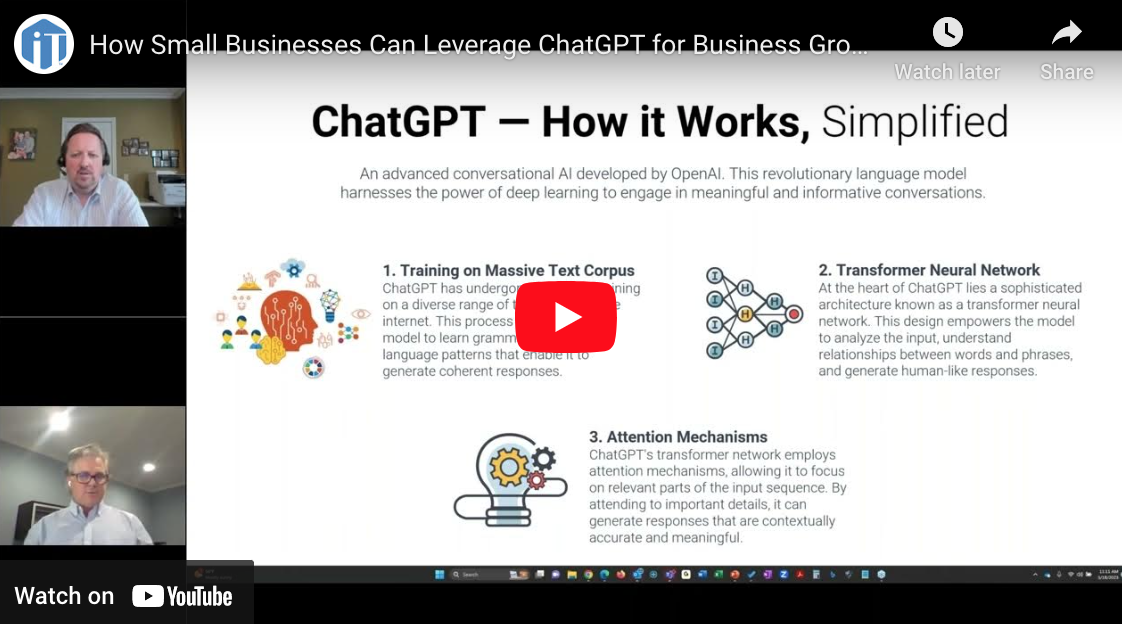 iT
How Small Businesses Can Leverage ChatGPT for Business Gro...
Watch later
Share
ChatGPT — How it Works, Simplified
An advanced conversational AI developed by OpenAI. This revolutionary language model
harnesses the power of deep learning to engage in meaningful and informative conversations.
1. Training on Massive Text Corpus
ChatGPT has undergo ning
on a diverse range of
internet. This process
model to learn gramm
language patterns that enable it to
generate coherent responses.
I
I
I
I
H
H
H
H
H
2. Transformer Neural Network
At the heart of ChatGPT lies a sophisticated
architecture known as a transformer neural
network. This design empowers the model
to analyze the input, understand
relationships between words and phrases,
and generate human-like responses.
3. Attention Mechanisms
ChatGPT's transformer network employs
attention mechanisms, allowing it to focus
on relevant parts of the input sequence. By
attending to important details, it can
generate responses that are contextually
accurate and meaningful.
Search
Watch on YouTube